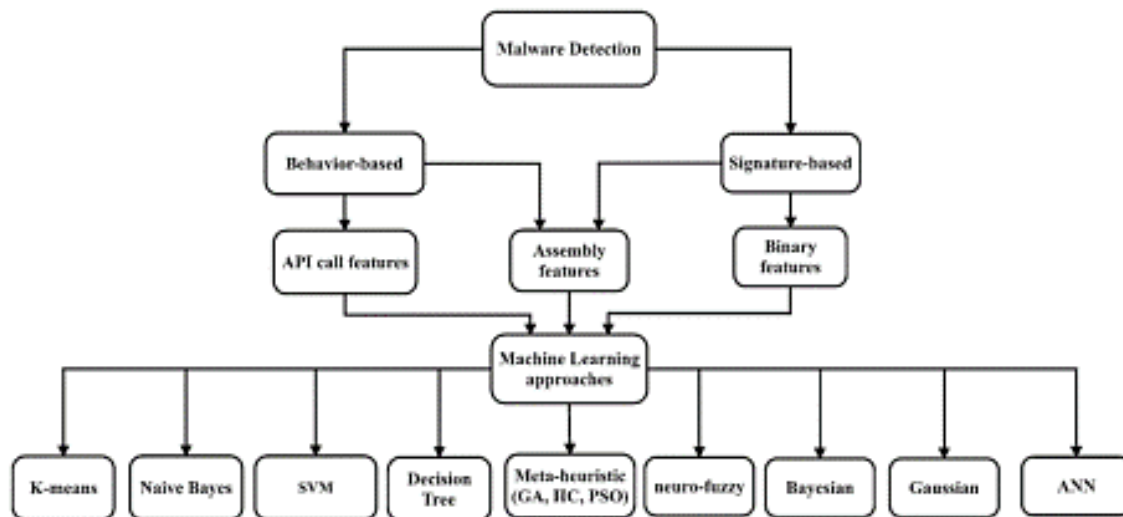 Malware Detection
Behavior-based
Signature-based
API call features
Assembly
features
Binary
features
Machine Learning
approaches
K-means
Naive Bayes
SVM
Decision
Tree
Meta-heuristic
(GA, HC, PSO)
neuro-fuzzy
Bayesian
Gaussian
ANN